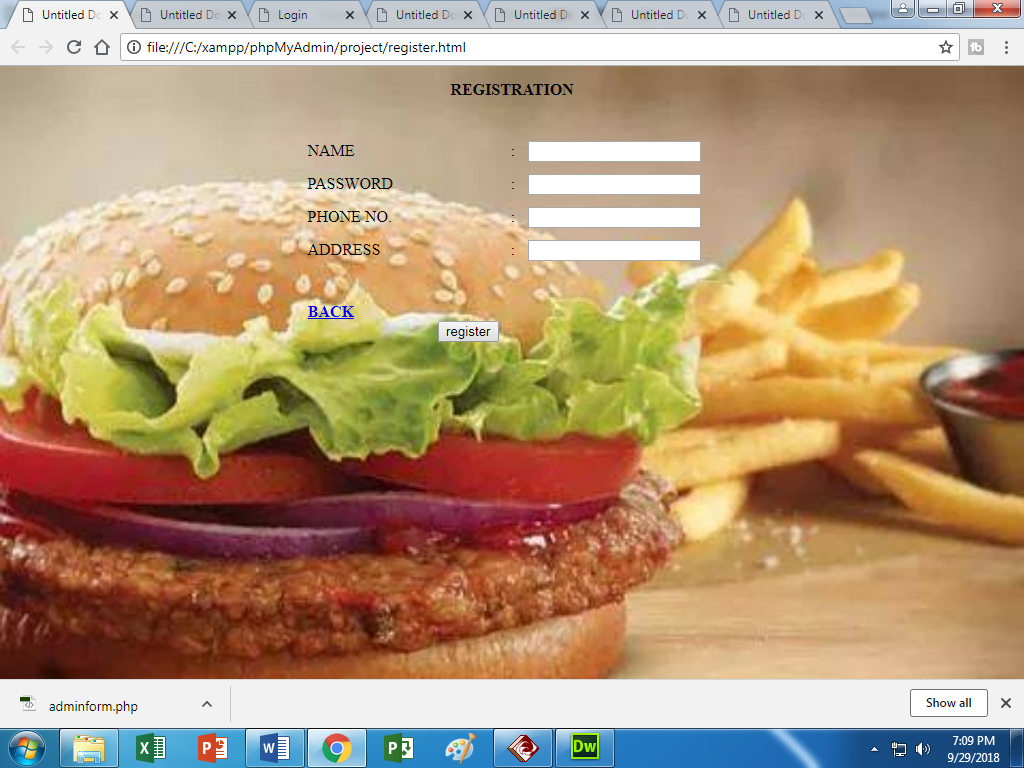 Untitled Do
Untitled Do
Login
Untitled Do
Untitled Do
Untitled Do
Untitled Do
file:///C:/xampp/phpMyAdmin/project/register.html
REGISTRATION
NAME :
PASSWORD :
PHONE NO. :
ADDRESS :
BACK
register
adminform.php
Show all
Dw
7:09 PM
9/29/2018